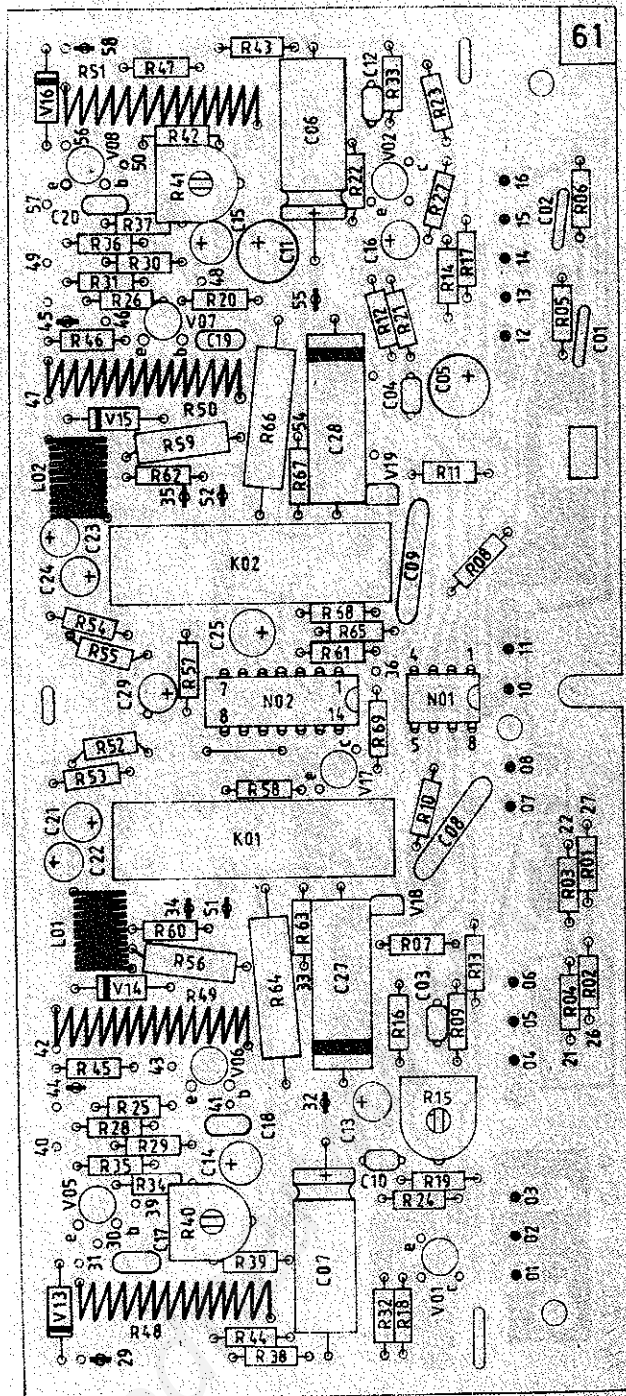 61
58
R43
R47
R51
V16
C12
R33
R23
C06
56
V08
50
R42
V02
c
e
b
R41
R22
e
R27
16
C02
R06
57
C20
R37
C15
C11
C16
15
R36
R14
R17
14
49
R30
R31
48
R05
13
R26
R20
55
R12
R21
45
46
V07
C01
12
R46
e
b
C19
47
R50
R66
C04
C05
V15
R59
54
C28
L02
R62
R67
V19
R11
35
52
C23
C24
K02
C09
R08
R54
C25
R68
R65
R55
R61
R57
36
4
1
11
C29
7
1
N02
N01
10
8
14
R69
5
8
R52
c
R53
e
V17
08
R58
C21
R10
07
K01
C08
C22
22
27
R03
R01
34
51
V18
L01
R60
R63
R07
R56
R13
33
V14
R49
R64
C27
C03
06
R04
R02
R16
R09
05
42
21
26
R45
43
V06
04
44
e
R25
41
b
32
R15
R28
C18
C13
40
R29
C14
R35
C10
R19
V05
R34
R24
03
39
e
b
R40
30
02
e
31
C17
R39
C07
V01
01
V13
c
R48
R32
R18
R44
29
R38